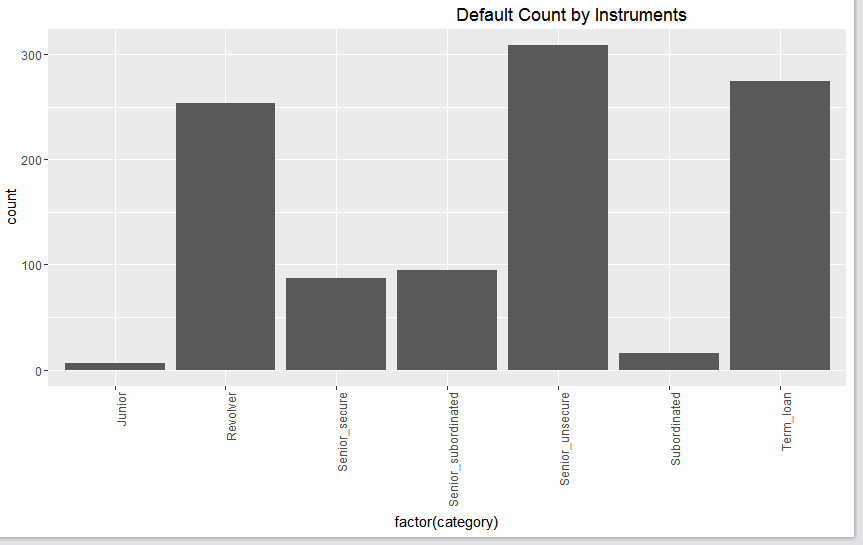 Default Count by Instruments
count
300
200
100
0
Junior
Revolver
Senior_secure
Senior_subordinated
Senior_unsecure
Subordinated
Term_loan
factor(category)